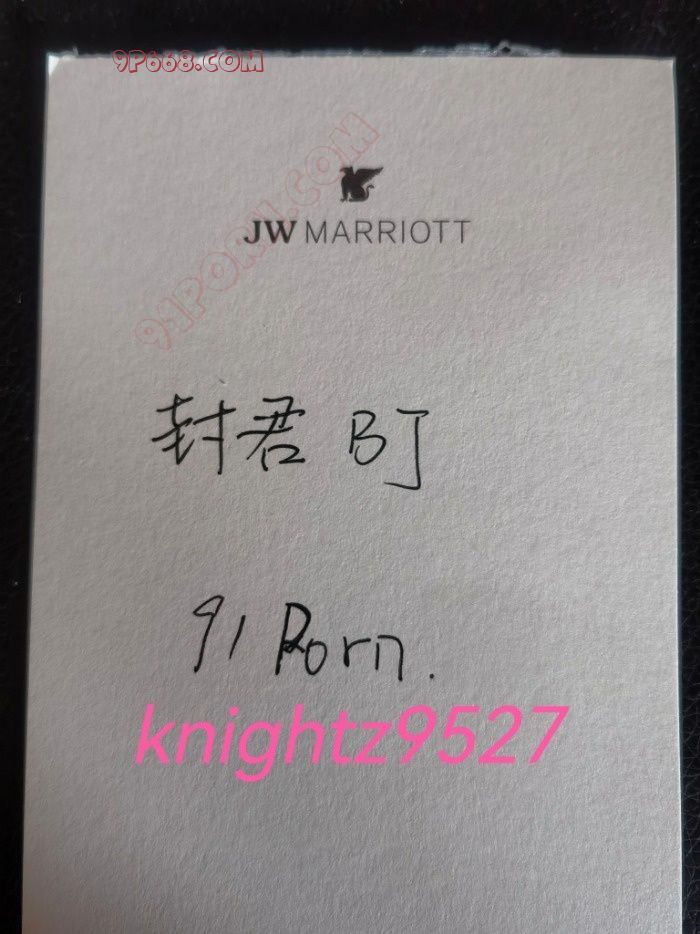 9P668.COM
91PORN.COM
JW MARRIOTT
封君 BJ
91 Porn.
knightz9527